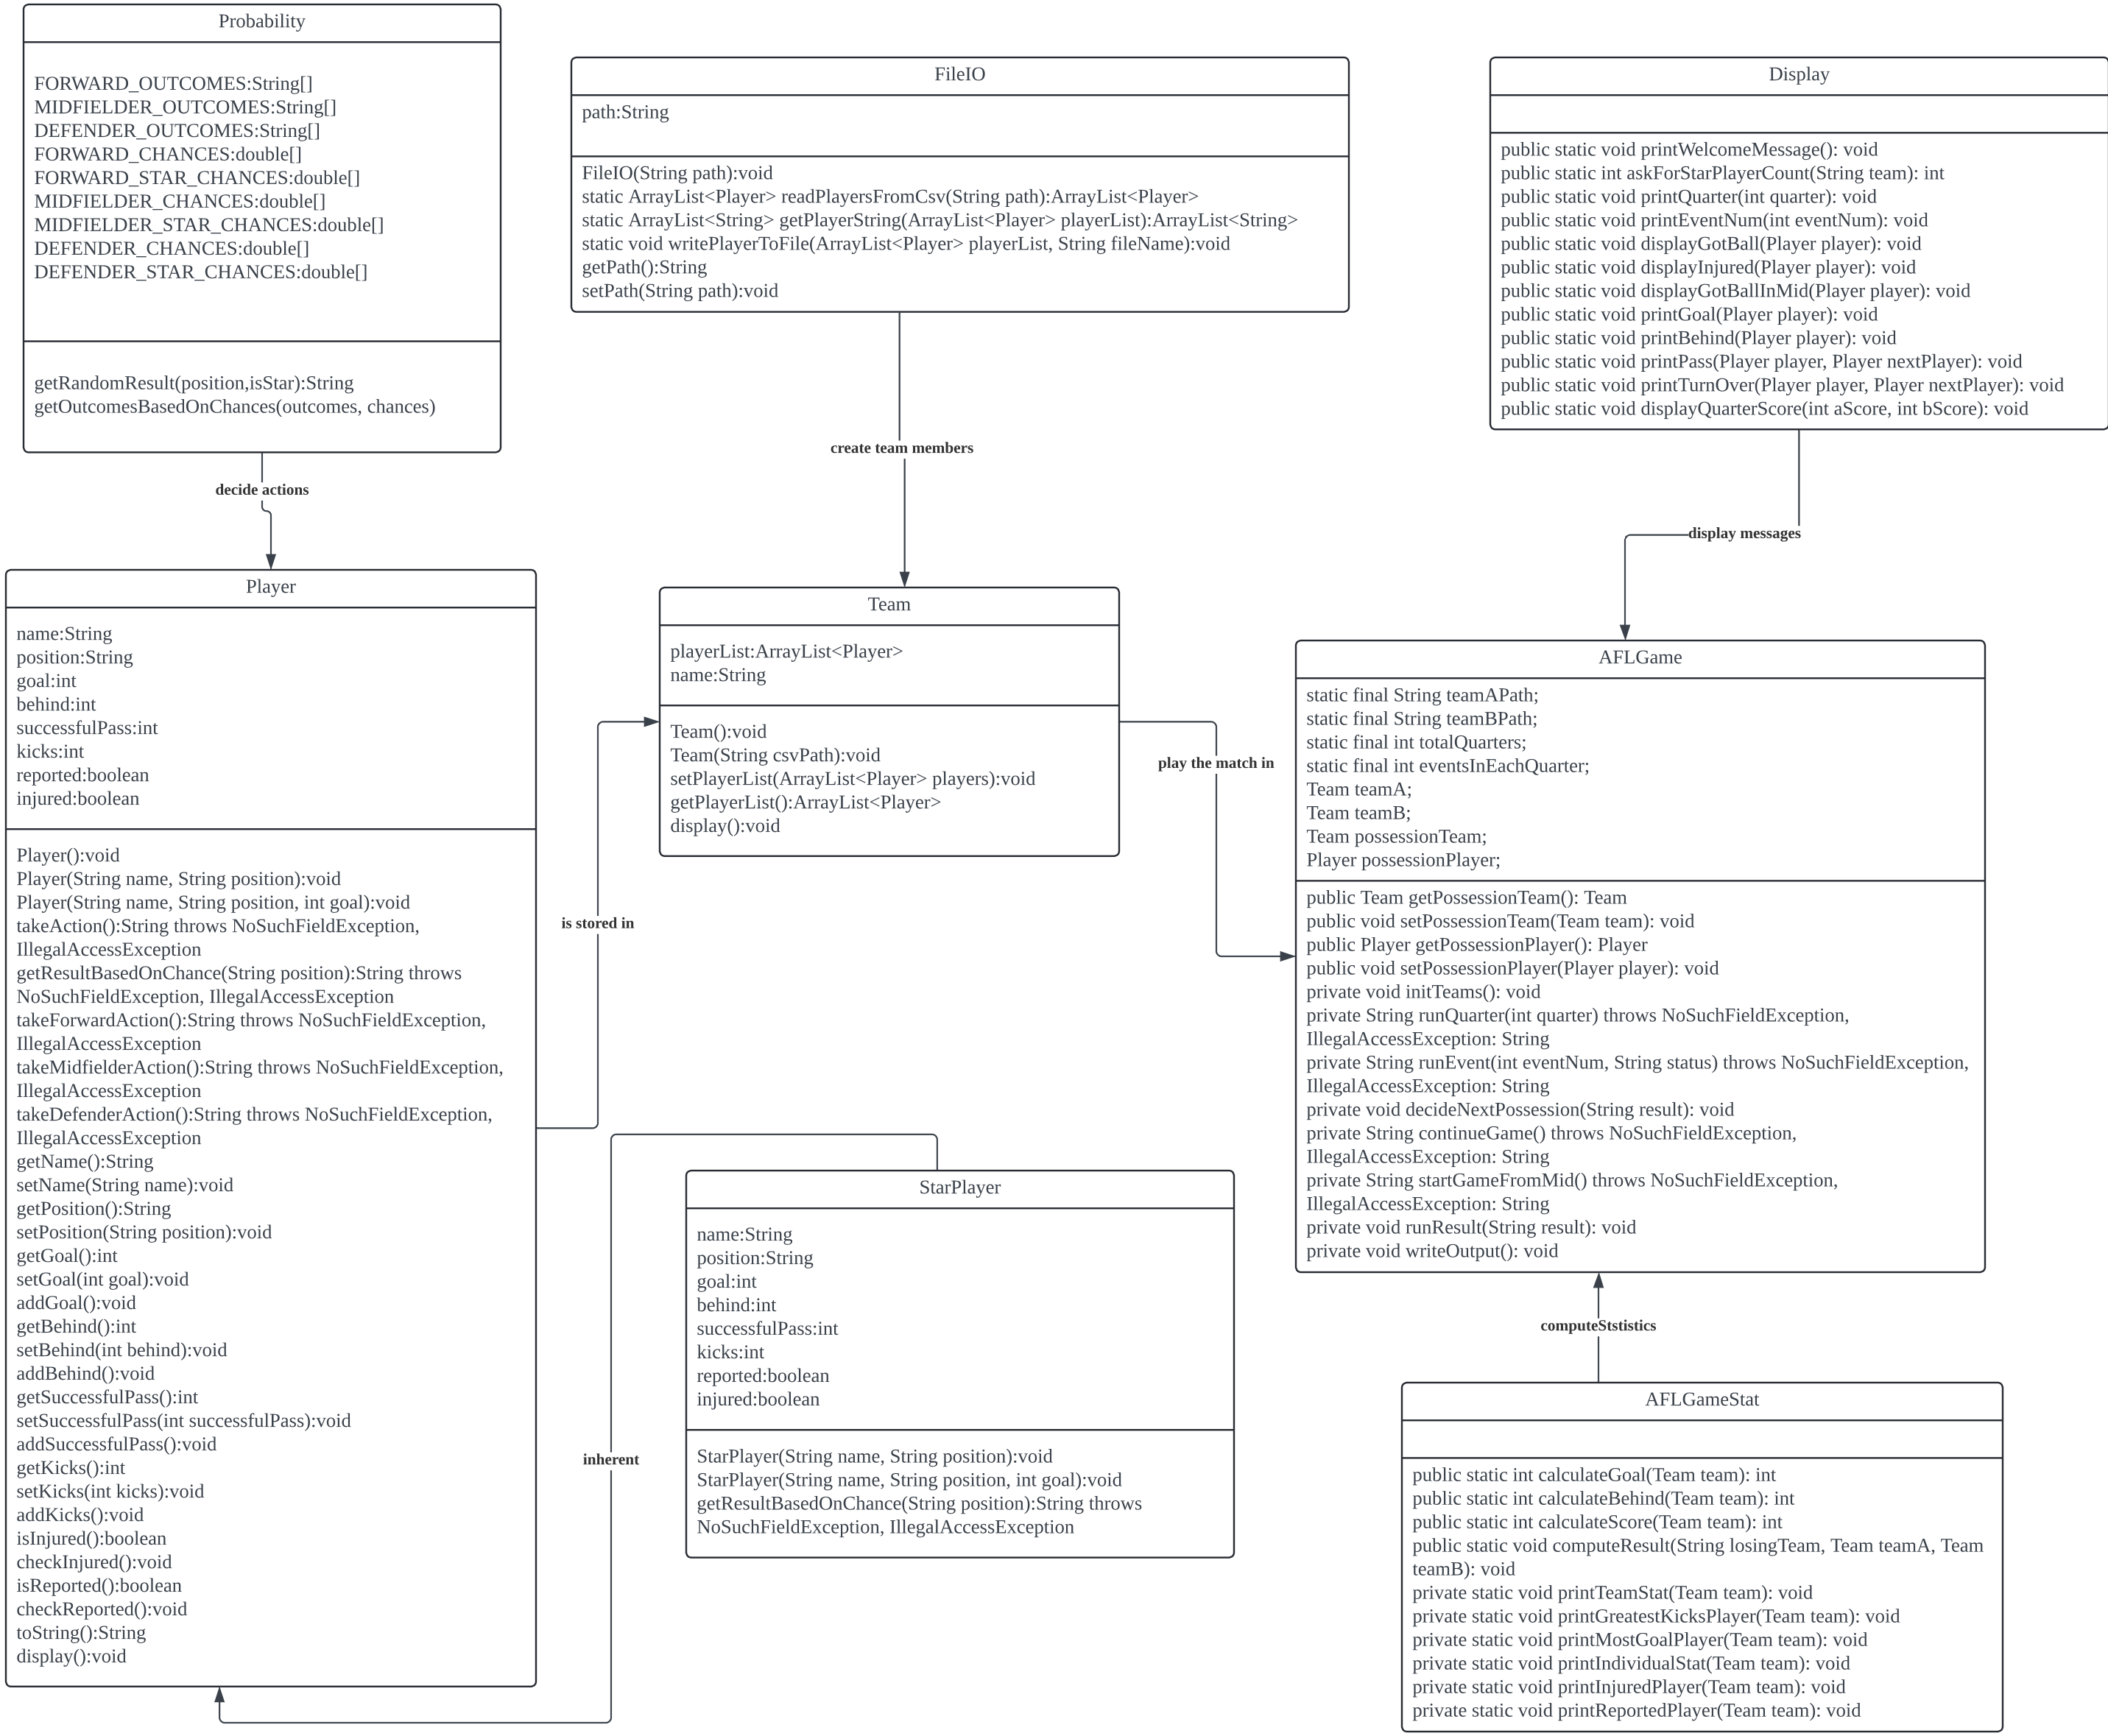 Probability
FORWARD_OUTCOMES:String[]
MIDFIELDER_OUTCOMES:String[]
DEFENDER_OUTCOMES:String[]
FORWARD_CHANCES:double[]
FORWARD_STAR_CHANCES:double[]
MIDFIELDER_CHANCES:double[]
MIDFIELDER_STAR_CHANCES:double[]
DEFENDER_CHANCES:double[]
DEFENDER_STAR_CHANCES:double[]
getRandomResult(position,isStar):String
getOutcomesBasedOnChances(outcomes, chances)
FileIO
path:String
FileIO(String path):void
static ArrayList<Player> readPlayersFromCsv(String path):ArrayList<Player>
static ArrayList<String> getPlayerString(ArrayList<Player> playerList):ArrayList<String>
static void writePlayerToFile(ArrayList<Player> playerList, String fileName):void
getPath():String
setPath(String path):void
Display
public static void printWelcomeMessage(): void
public static int askForStarPlayerCount(String team): int
public static void printQuarter(int quarter): void
public static void printEventNum(int eventNum): void
public static void displayGotBall(Player player): void
public static void displayInjured(Player player): void
public static void displayGotBallInMid(Player player): void
public static void printGoal(Player player): void
public static void printBehind(Player player): void
public static void printPass(Player player, Player nextPlayer): void
public static void printTurnOver(Player player, Player nextPlayer): void
public static void displayQuarterScore(int aScore, int bScore): void
decide actions
create team members
display messages
Player
name:String
position:String
goal:int
behind:int
successfulPass:int
kicks:int
reported:boolean
injured:boolean
Player():void
Player(String name, String position):void
Player(String name, String position, int goal):void
takeAction():String throws NoSuchFieldException,
IllegalAccessException
getResultBasedOnChance(String position):String throws
NoSuchFieldException, IllegalAccessException
takeForwardAction():String throws NoSuchFieldException,
IllegalAccessException
takeMidfielderAction():String throws NoSuchFieldException,
IllegalAccessException
takeDefenderAction():String throws NoSuchFieldException,
IllegalAccessException
getName():String
setName(String name):void
getPosition():String
setPosition(String position):void
getGoal():int
setGoal(int goal):void
addGoal():void
getBehind():int
setBehind(int behind):void
addBehind():void
getSuccessfulPass():int
setSuccessfulPass(int successfulPass):void
addSuccessfulPass():void
getKicks():int
setKicks(int kicks):void
addKicks():void
isInjured():boolean
checkInjured():void
isReported():boolean
checkReported():void
toString():String
display():void
is stored in
Team
playerList:ArrayList<Player>
name:String
Team():void
Team(String csvPath):void
setPlayerList(ArrayList<Player> players):void
getPlayerList():ArrayList<Player>
display():void
play the match in
AFLGame
static final String teamAPath;
static final String teamBPath;
static final int totalQuarters;
static final int eventsInEachQuarter;
Team teamA;
Team teamB;
Team possessionTeam;
Player possessionPlayer;
public Team getPossessionTeam(): Team
public void setPossessionTeam(Team team): void
public Player getPossessionPlayer(): Player
public void setPossessionPlayer(Player player): void
private void initTeams(): void
private String runQuarter(int quarter) throws NoSuchFieldException,
IllegalAccessException: String
private String runEvent(int eventNum, String status) throws NoSuchFieldException,
IllegalAccessException: String
private void decideNextPossession(String result): void
private String continueGame() throws NoSuchFieldException,
IllegalAccessException: String
private String startGameFromMid() throws NoSuchFieldException,
IllegalAccessException: String
private void runResult(String result): void
private void writeOutput(): void
StarPlayer
name:String
position:String
goal:int
behind:int
successfulPass:int
kicks:int
reported:boolean
injured:boolean
StarPlayer(String name, String position):void
StarPlayer(String name, String position, int goal):void
getResultBasedOnChance(String position):String throws
NoSuchFieldException, IllegalAccessException
inherent
computeStstistics
AFLGameStat
public static int calculateGoal(Team team): int
public static int calculateBehind(Team team): int
public static int calculateScore(Team team): int
public static void computeResult(String losingTeam, Team teamA, Team
teamB): void
private static void printTeamStat(Team team): void
private static void printGreatestKicksPlayer(Team team): void
private static void printMostGoalPlayer(Team team): void
private static void printIndividualStat(Team team): void
private static void printInjuredPlayer(Team team): void
private static void printReportedPlayer(Team team): void